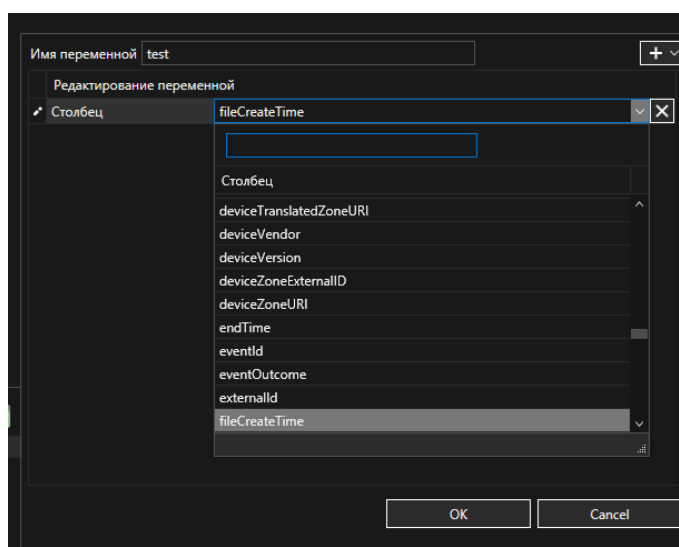 Имя переменной test
Редактирование переменной
Столбец fileCreateTime
Столбец
deviceTranslatedZoneURI
deviceVendor
deviceVersion
deviceZoneExternalID
deviceZoneURI
endTime
eventId
eventOutcome
externalId
fileCreateTime
OK Cancel